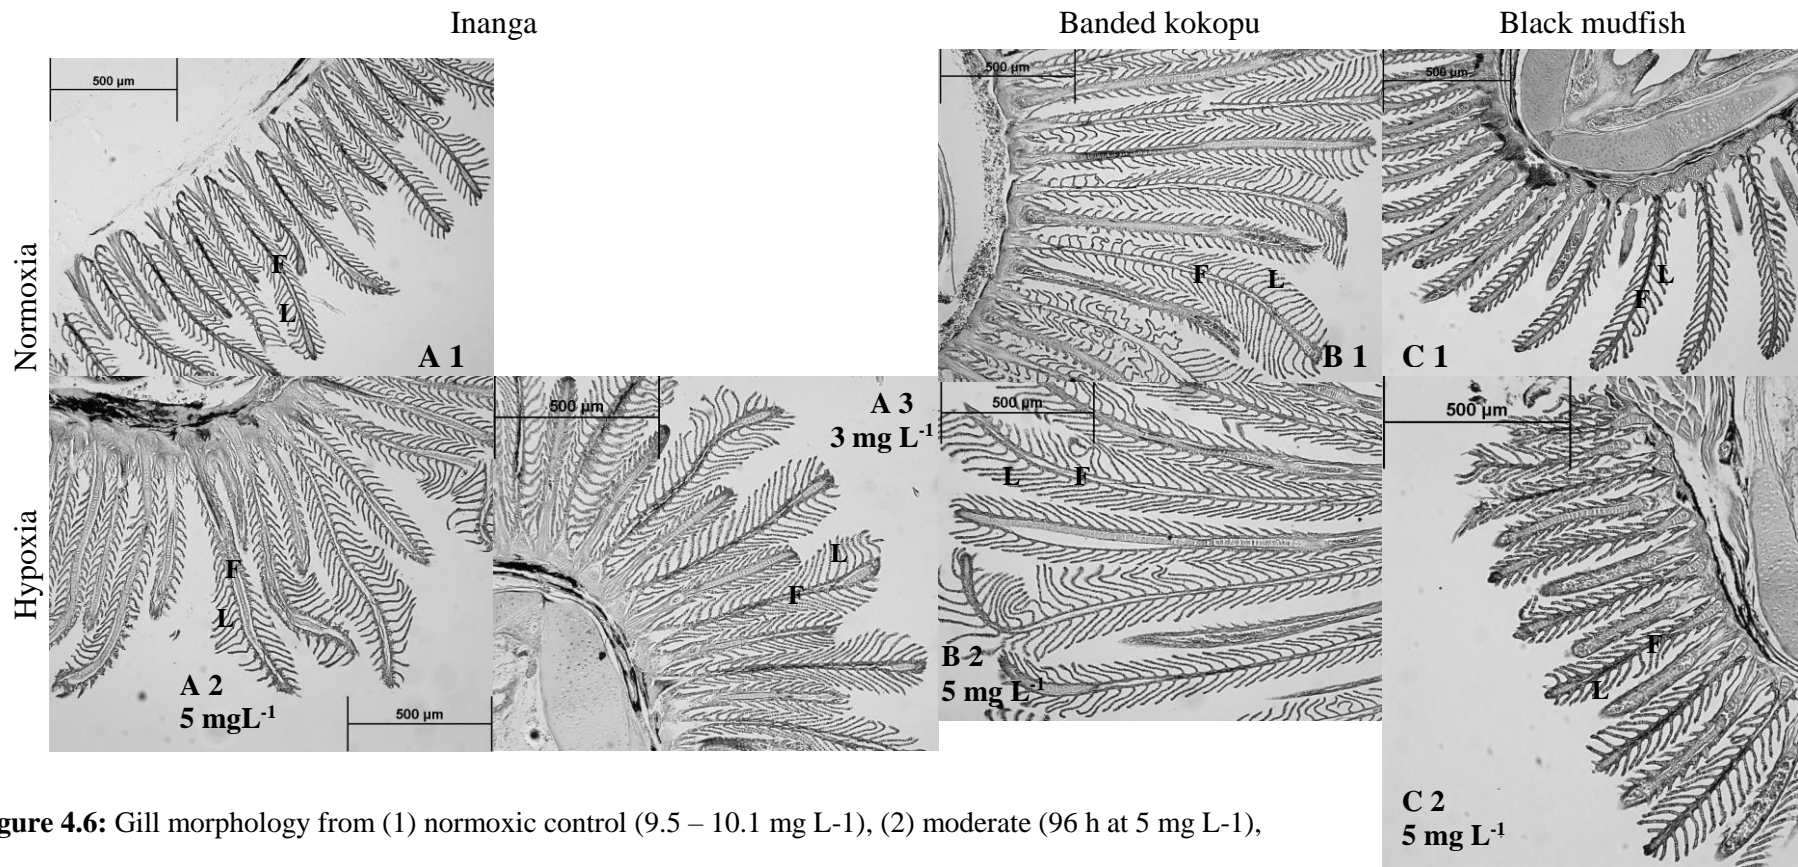 Inanga
Banded kokopu
Black mudfish
Normoxia
500 µm
F
L
A 1
500 µm
F
L
B 1
500 µm
L
F
C 1
Hypoxia
F
L
A 2
5 mgL-1
500 µm
500 µm
A 3
3 mg L-1
L
F
500 µm
L
F
B 2
5 mg L-1
500 µm
F
L
C 2
5 mg L-1
gure 4.6: Gill morphology from (1) normoxic control (9.5 – 10.1 mg L-1), (2) moderate (96 h at 5 mg L-1),